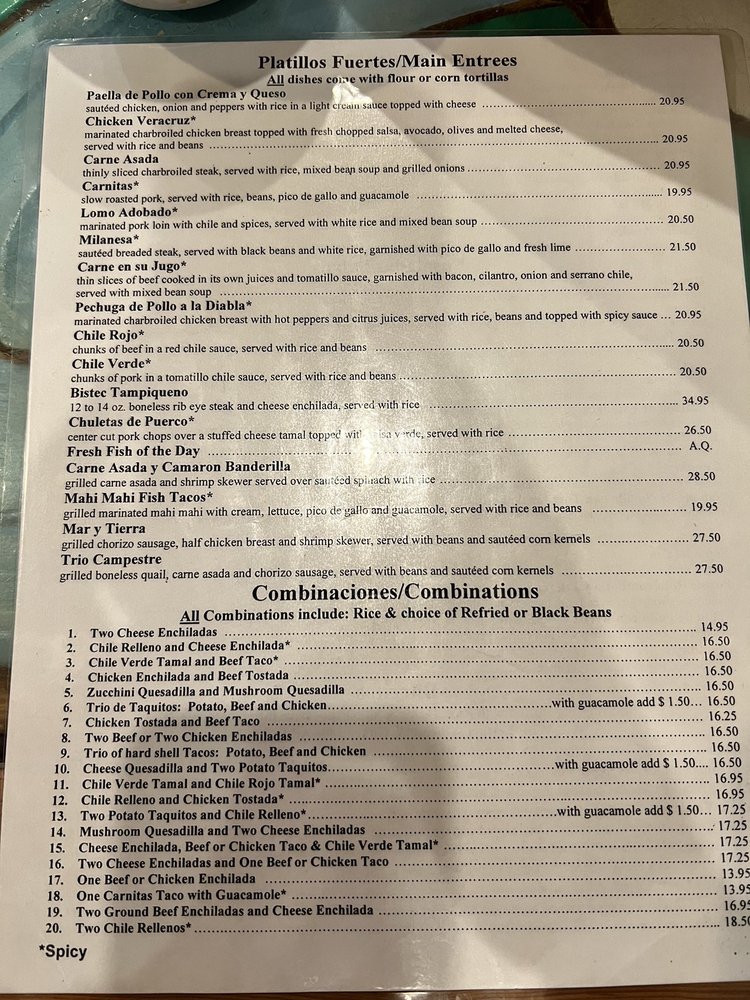 Platillos Fuertes/Main Entrees
All dishes come with flour or corn tortillas
Paella de Pollo con Crema y Queso
sautéed chicken, onion and peppers with rice in a light cream sauce topped with cheese ........ 20.95
Chicken Veracruz*
marinated charbroiled chicken breast topped with fresh chopped salsa, avocado, olives and melted cheese,
served with rice and beans ........ 20.95
Carne Asada
thinly sliced charbroiled steak, served with rice, mixed bean soup and grilled onions ........ 20.95
Carnitas*
slow roasted pork, served with rice, beans, pico de gallo and guacamole ........ 19.95
Lomo Adobado*
marinated pork loin with chile and spices, served with white rice and mixed bean soup ........ 20.50
Milanesa*
sautéed breaded steak, served with black beans and white rice, garnished with pico de gallo and fresh lime ........ 21.50
Carne en su Jugo*
thin slices of beef cooked in its own juices and tomatillo sauce, garnished with bacon, cilantro, onion and serrano chile,
served with mixed bean soup ........ 21.50
Pechuga de Pollo a la Diabla*
marinated charbroiled chicken breast with hot peppers and citrus juices, served with rice, beans and topped with spicy sauce ... 20.95
Chile Rojo*
chunks of beef in a red chile sauce, served with rice and beans ........ 20.50
Chile Verde*
chunks of pork in a tomatillo chile sauce, served with rice and beans ........ 20.50
Bistec Tampiqueno
12 to 14 oz. boneless rib eye steak and cheese enchilada, served with rice ........ 34.95
Chuletas de Puerco*
center cut pork chops over a stuffed cheese tamal topped with salsa verde, served with rice ........ 26.50
Fresh Fish of the Day ........ A.Q.
Carne Asada y Camaron Banderilla
grilled carne asada and shrimp skewer served over sautéed spinach with rice ........ 28.50
Mahi Mahi Fish Tacos*
grilled marinated mahi mahi with cream, lettuce, pico de gallo and guacamole, served with rice and beans ........ 19.95
Mar y Tierra
grilled chorizo sausage, half chicken breast and shrimp skewer, served with beans and sautéed corn kernels ........ 27.50
Trio Campestre
grilled boneless quail, carne asada and chorizo sausage, served with beans and sautéed corn kernels ........ 27.50
Combinaciones/Combinations
All Combinations include: Rice & choice of Refried or Black Beans
1. Two Cheese Enchiladas ........ 14.95
2. Chile Relleno and Cheese Enchilada* ........ 16.50
3. Chile Verde Tamal and Beef Taco* ........ 16.50
4. Chicken Enchilada and Beef Tostada ........ 16.50
5. Zucchini Quesadilla and Mushroom Quesadilla ........ 16.50
6. Trio de Taquitos: Potato, Beef and Chicken........with guacamole add $ 1.50... 16.50
7. Chicken Tostada and Beef Taco ........ 16.25
8. Two Beef or Two Chicken Enchiladas ........ 16.50
9. Trio of hard shell Tacos: Potato, Beef and Chicken ........ 16.50
10. Cheese Quesadilla and Two Potato Taquitos........with guacamole add $ 1.50.... 16.50
11. Chile Verde Tamal and Chile Rojo Tamal* ........ 16.95
12. Chile Relleno and Chicken Tostada* ........ 16.95
13. Two Potato Taquitos and Chile Relleno*........with guacamole add $ 1.50... 17.25
14. Mushroom Quesadilla and Two Cheese Enchiladas ........ 17.25
15. Cheese Enchilada, Beef or Chicken Taco & Chile Verde Tamal* ........ 17.25
16. Two Cheese Enchiladas and One Beef or Chicken Taco ........ 17.25
17. One Beef or Chicken Enchilada ........ 13.95
18. One Carnitas Taco with Guacamole* ........ 13.95
19. Two Ground Beef Enchiladas and Cheese Enchilada ........ 16.95
20. Two Chile Rellenos* ........ 18.50
*Spicy